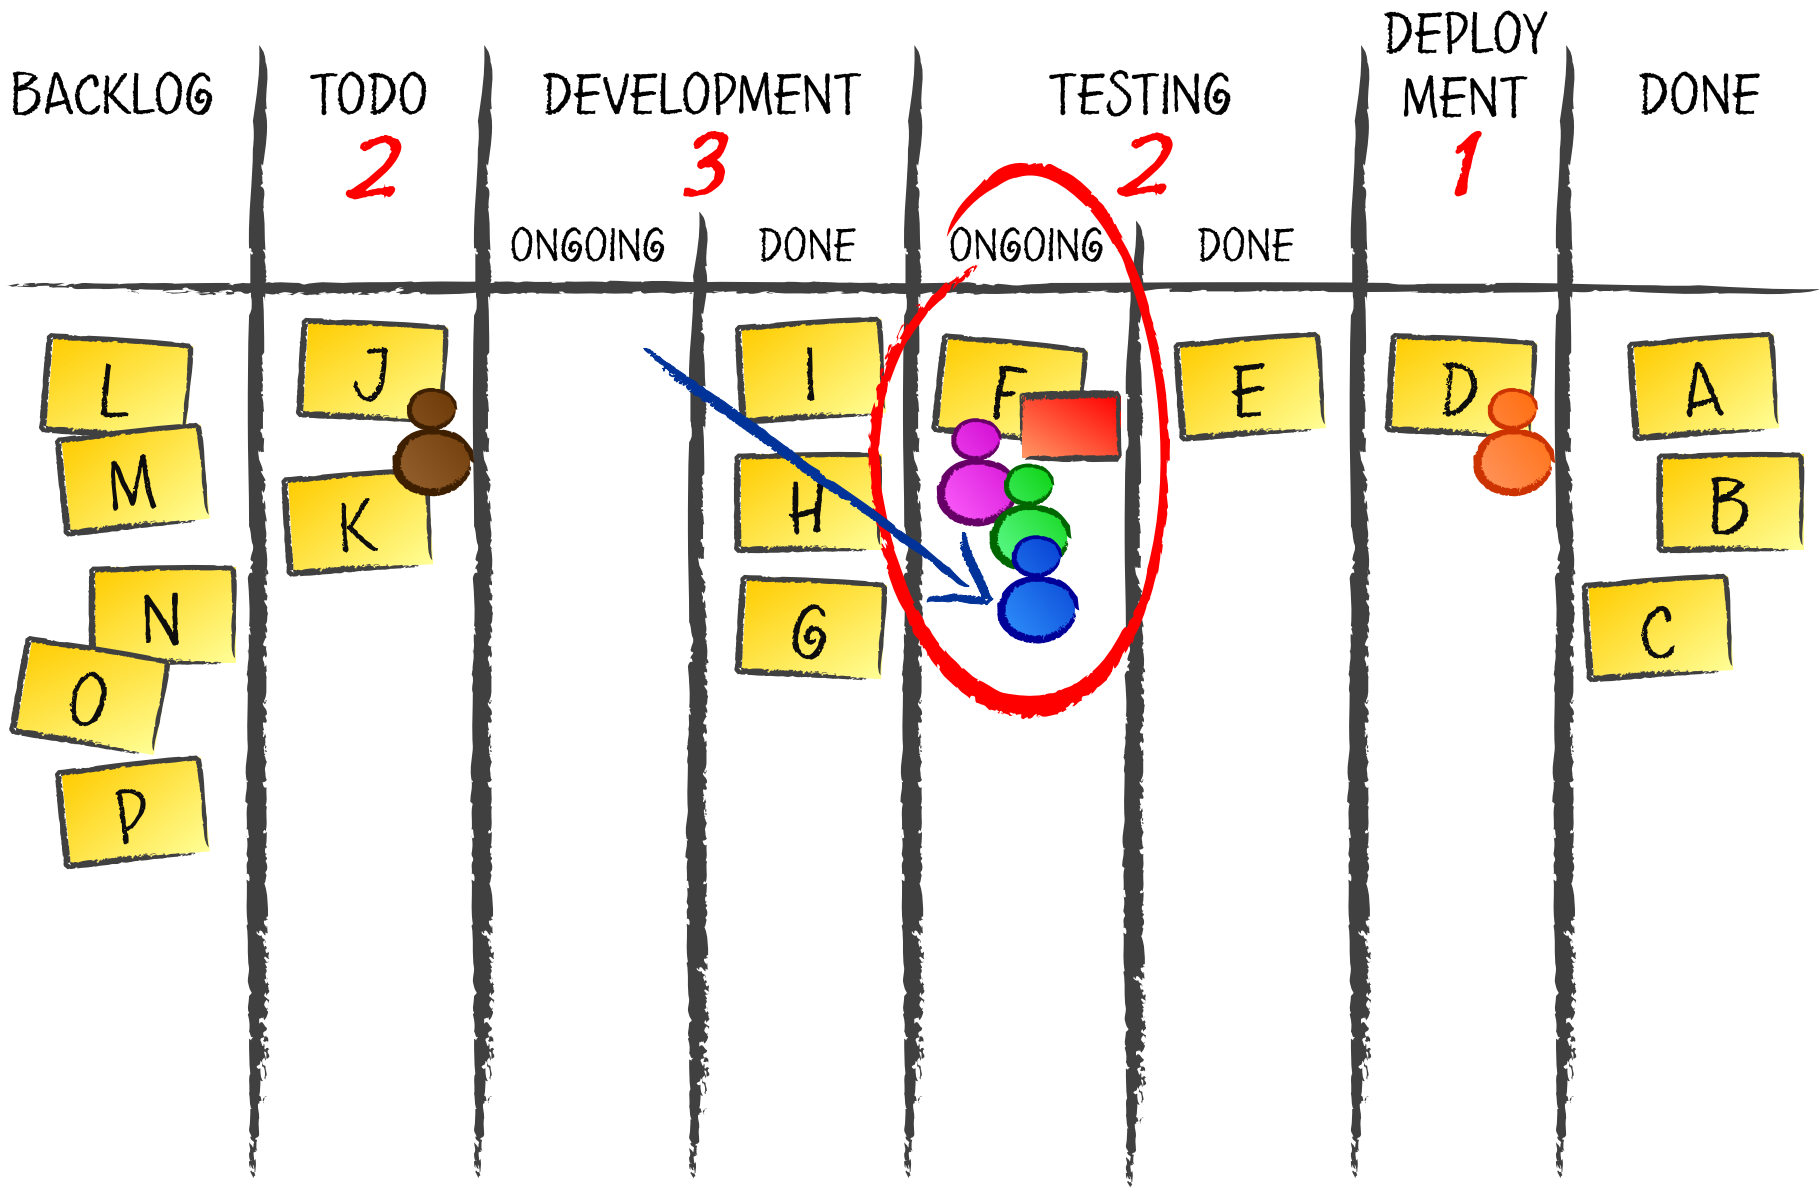 BACKLOG
TODO
2
DEVELOPMENT
3
TESTING
2
DEPLOY
MENT
1
DONE
ONGOING
DONE
ONGOING
DONE
L
M
N
O
P
J
K
I
H
G
F
E
D
A
B
C